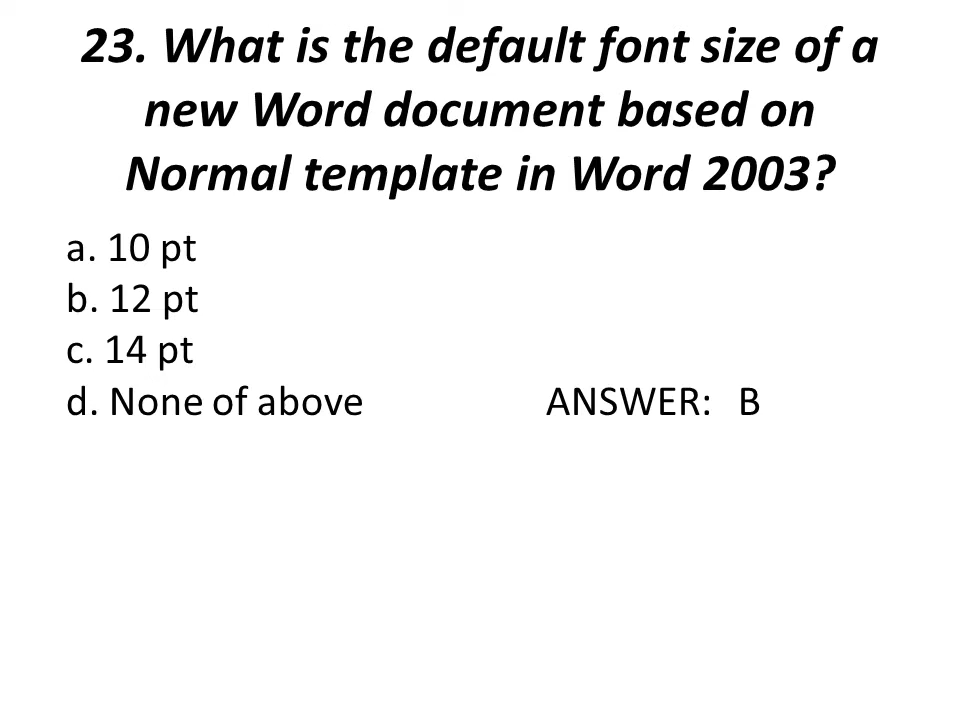 23. What is the default font size of a
new Word document based on
Normal template in Word 2003?
a. 10 pt
b. 12 pt
c. 14 pt
d. None of above ANSWER: B